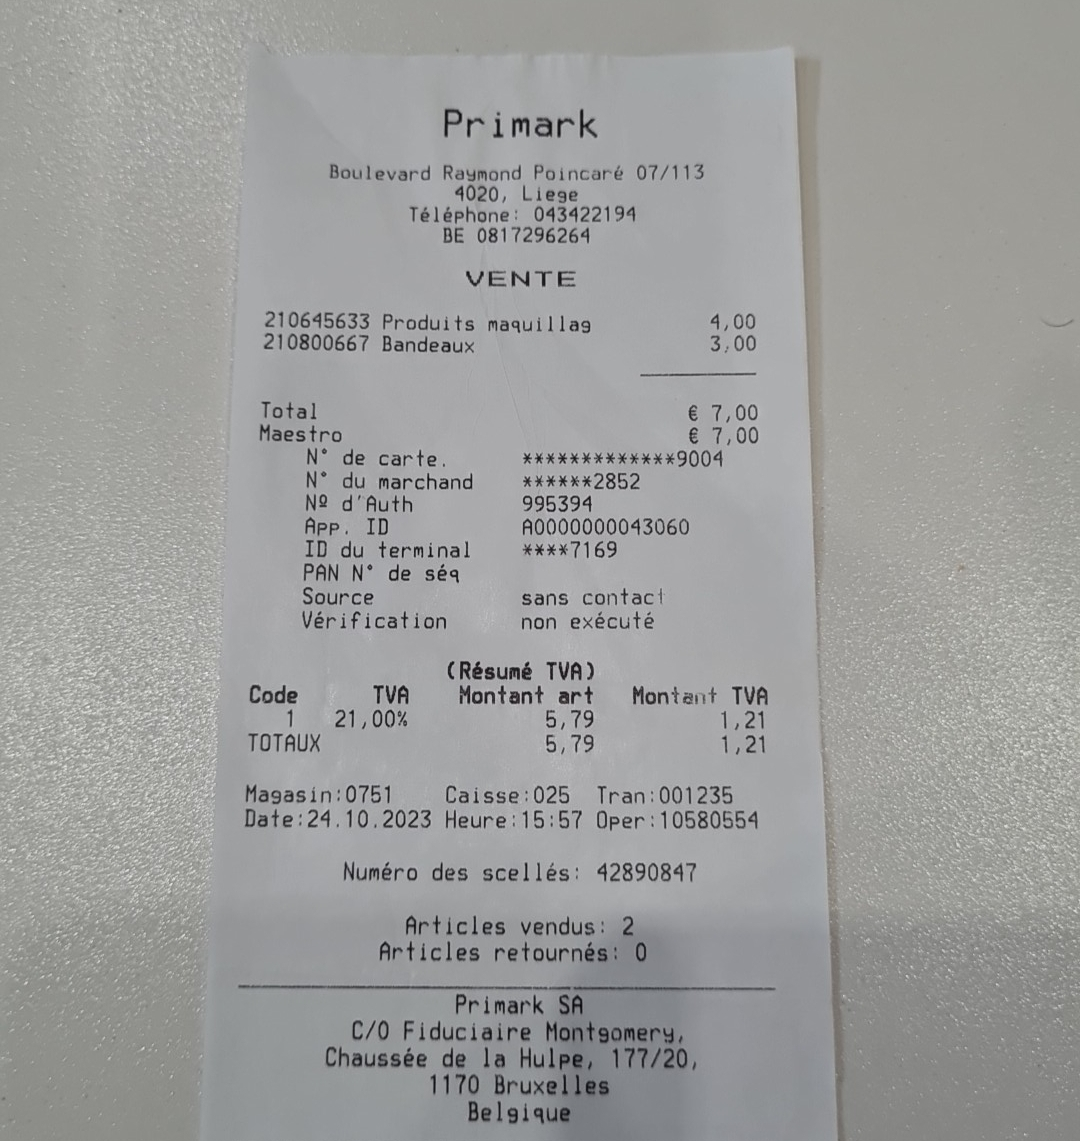 Primark
Boulevard Raymond Poincaré 07/113
4020, Liege
Téléphone: 043422194
BE 0817296264
VENTE
210645633 Produits maquillag 4,00
210800667 Bandeaux 3,00
Total € 7,00
Maestro € 7,00
N° de carte. *************9004
N° du marchand ******2852
Nº d'Auth 995394
App. ID A0000000043060
ID du terminal ****7169
PAN N° de séq
Source sans contact
Vérification non exécuté
(Résumé TVA)
Code TVA Montant art Montant TVA
1 21,00% 5,79 1,21
TOTAUX 5,79 1,21
Magasin:0751 Caisse:025 Tran:001235
Date:24.10.2023 Heure:15:57 Oper:10580554
Numéro des scellés: 42890847
Articles vendus: 2
Articles retournés: 0
Primark SA
C/O Fiduciaire Montgomery,
Chaussée de la Hulpe, 177/20,
1170 Bruxelles
Belgique